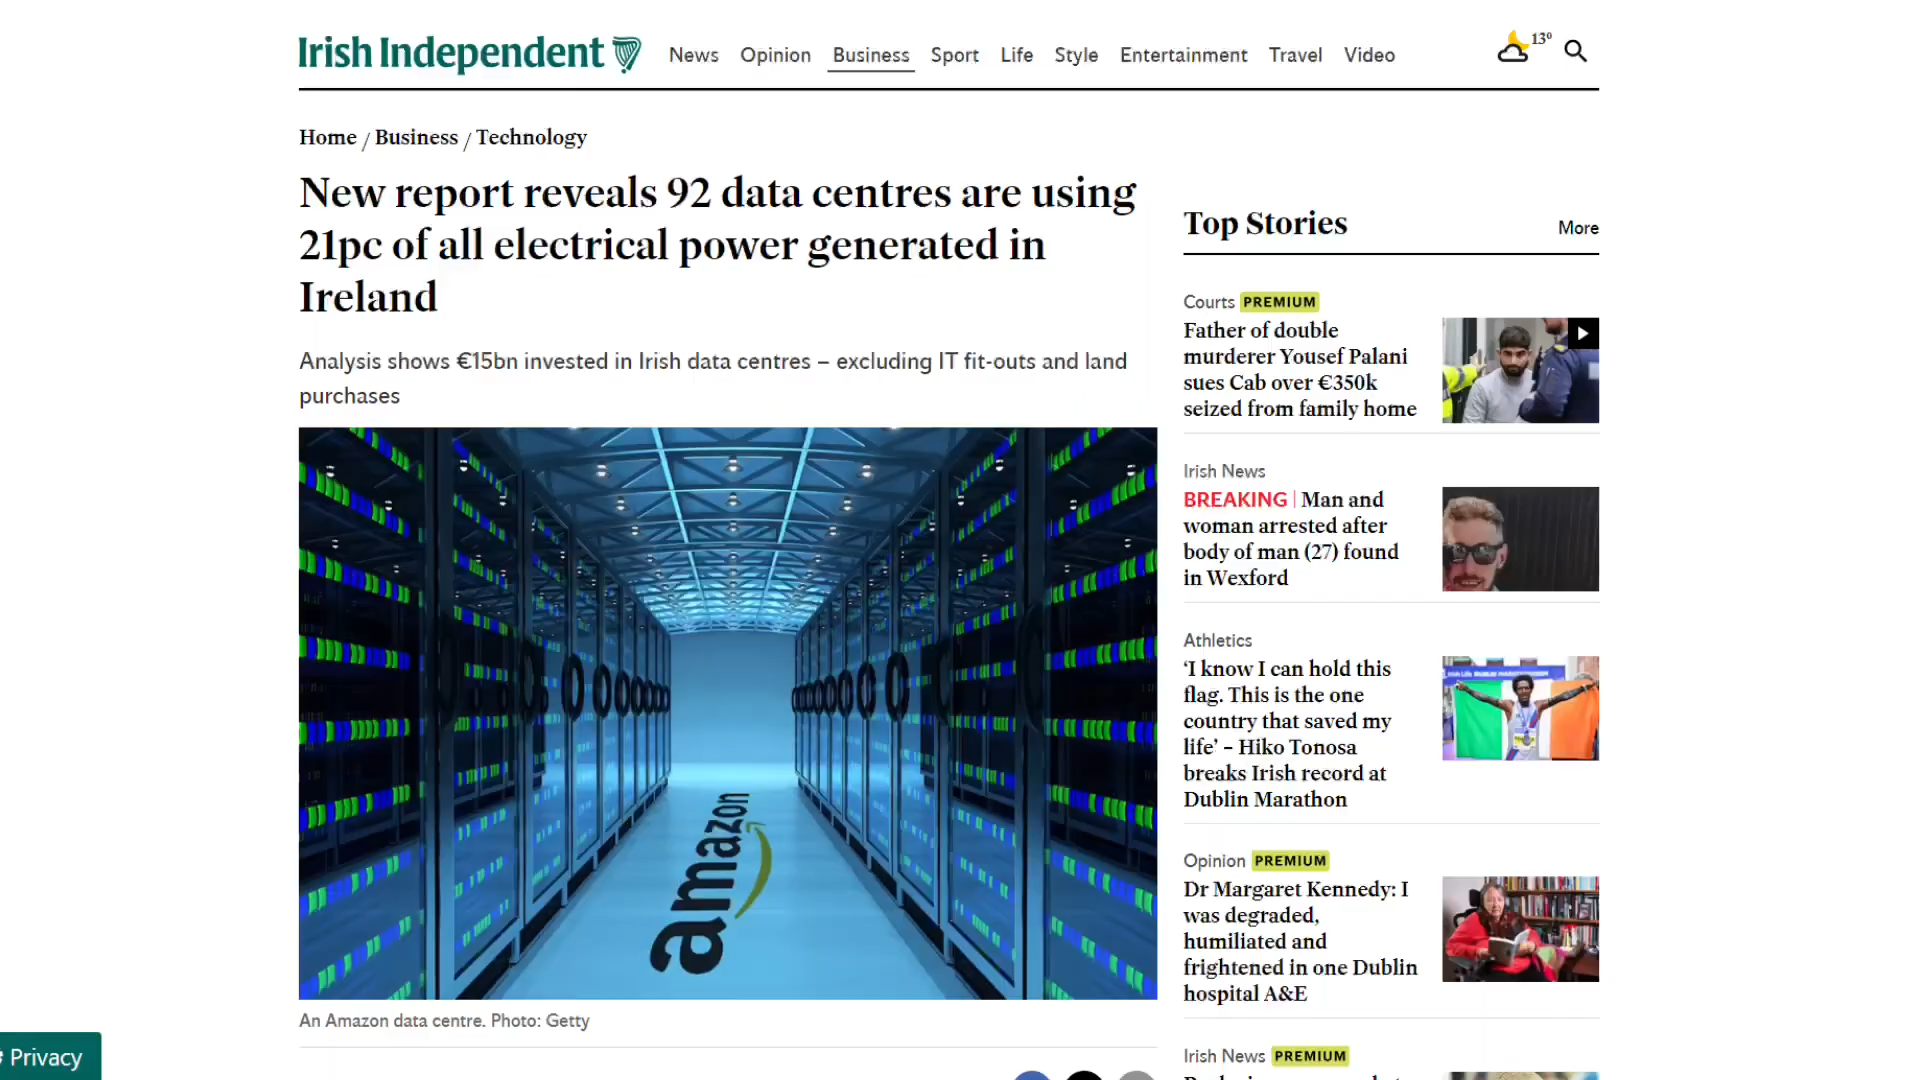 Irish Independent
News Opinion Business Sport Life Style Entertainment Travel Video
13°
Home / Business / Technology
New report reveals 92 data centres are using
21pc of all electrical power generated in
Ireland
Analysis shows €15bn invested in Irish data centres – excluding IT fit-outs and land
purchases
amazon
An Amazon data centre. Photo: Getty
Top Stories
More
Courts PREMIUM
Father of double
murderer Yousef Palani
sues Cab over €350k
seized from family home
Irish News
BREAKING | Man and
woman arrested after
body of man (27) found
in Wexford
Athletics
‘I know I can hold this
flag. This is the one
country that saved my
life’ – Hiko Tonosa
breaks Irish record at
Dublin Marathon
Opinion PREMIUM
Dr Margaret Kennedy: I
was degraded,
humiliated and
frightened in one Dublin
hospital A&E
Irish News PREMIUM
Privacy